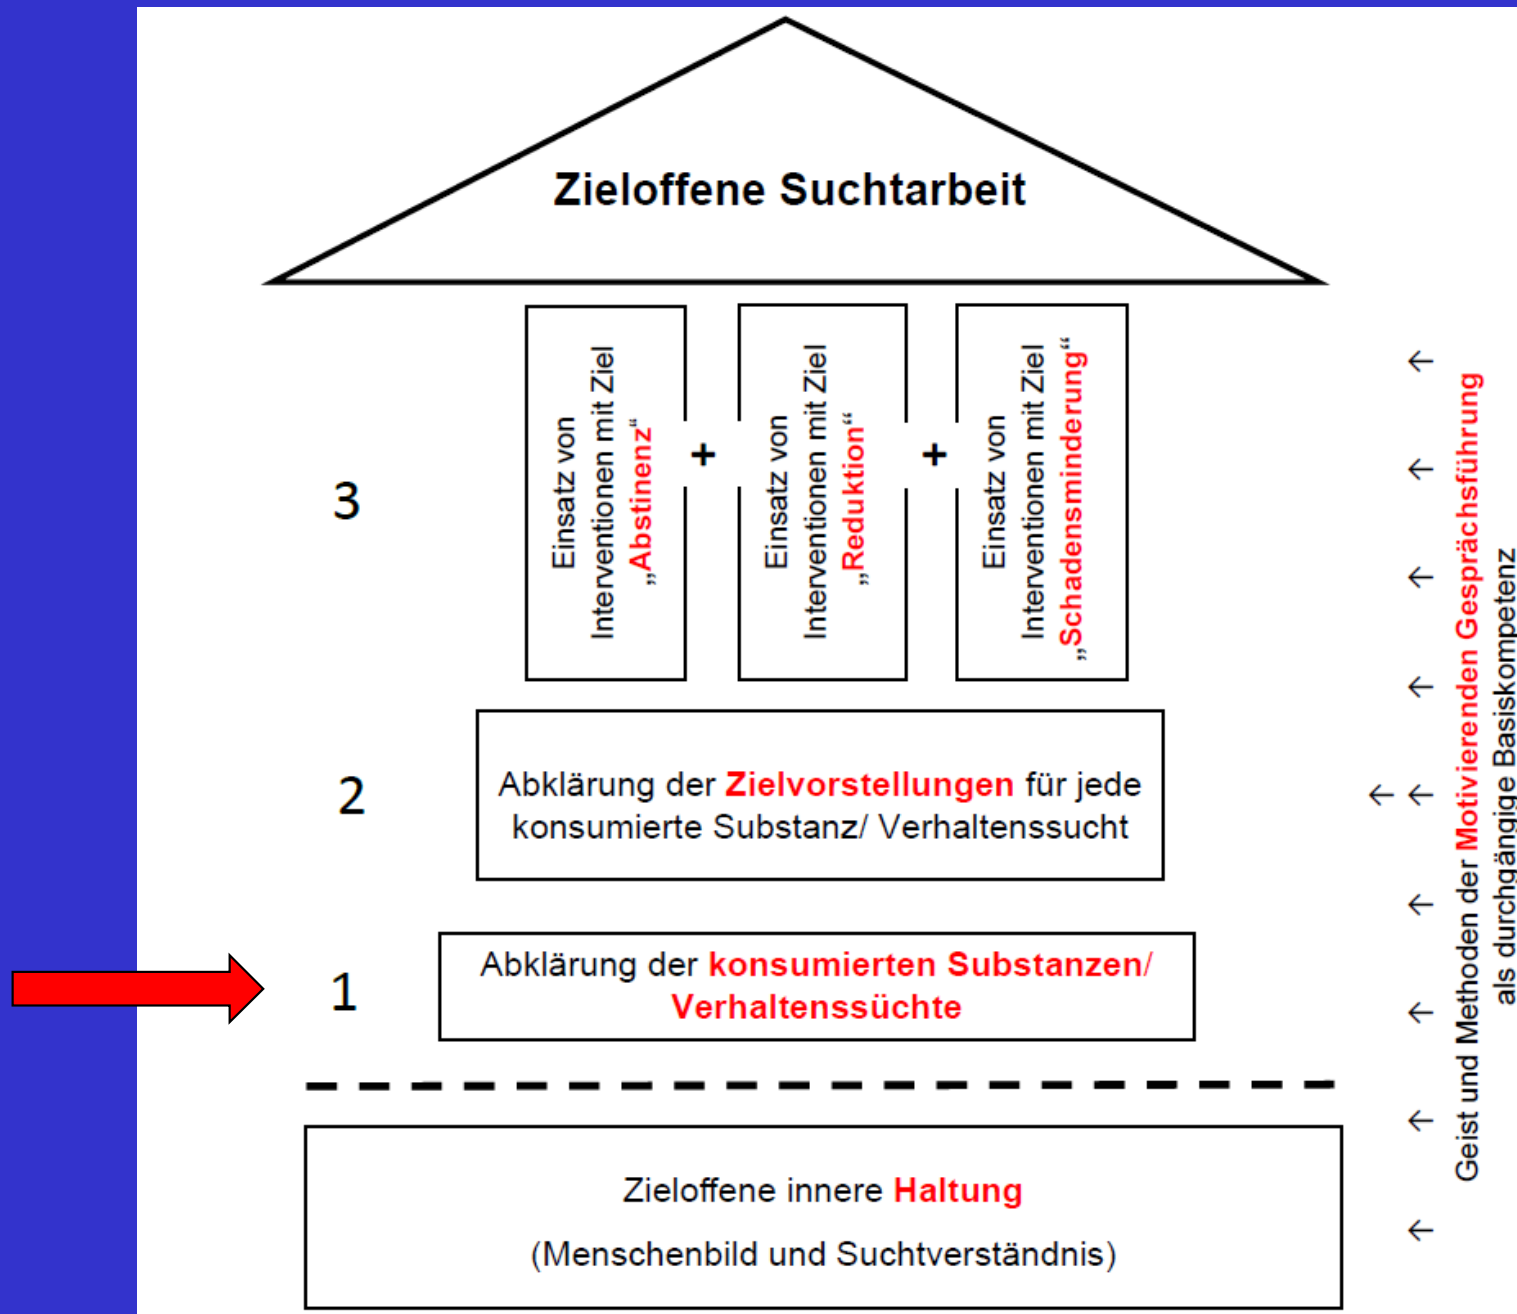 Zieloffene Suchtarbeit
3
Einsatz von
Interventionen mit Ziel
„Abstinenz“
+
Einsatz von
Interventionen mit Ziel
„Reduktion“
+
Einsatz von
Interventionen mit Ziel
„Schadensminderung“
2
Abklärung der Zielvorstellungen für jede
konsumierte Substanz/ Verhaltenssucht
1
Abklärung der konsumierten Substanzen/
Verhaltenssüchte
Zieloffene innere Haltung
(Menschenbild und Suchtverständnis)
Geist und Methoden der Motivierenden Gesprächsführung
als durchgängige Basiskompetenz